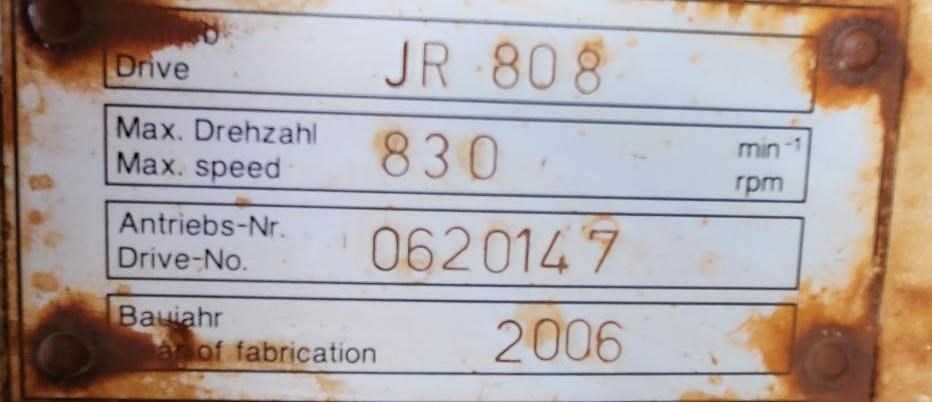 Drive JR 808
Max. Drehzahl
Max. speed 830 min⁻¹
rpm
Antriebs-Nr.
Drive-No. 0620147
Baujahr
of fabrication 2006